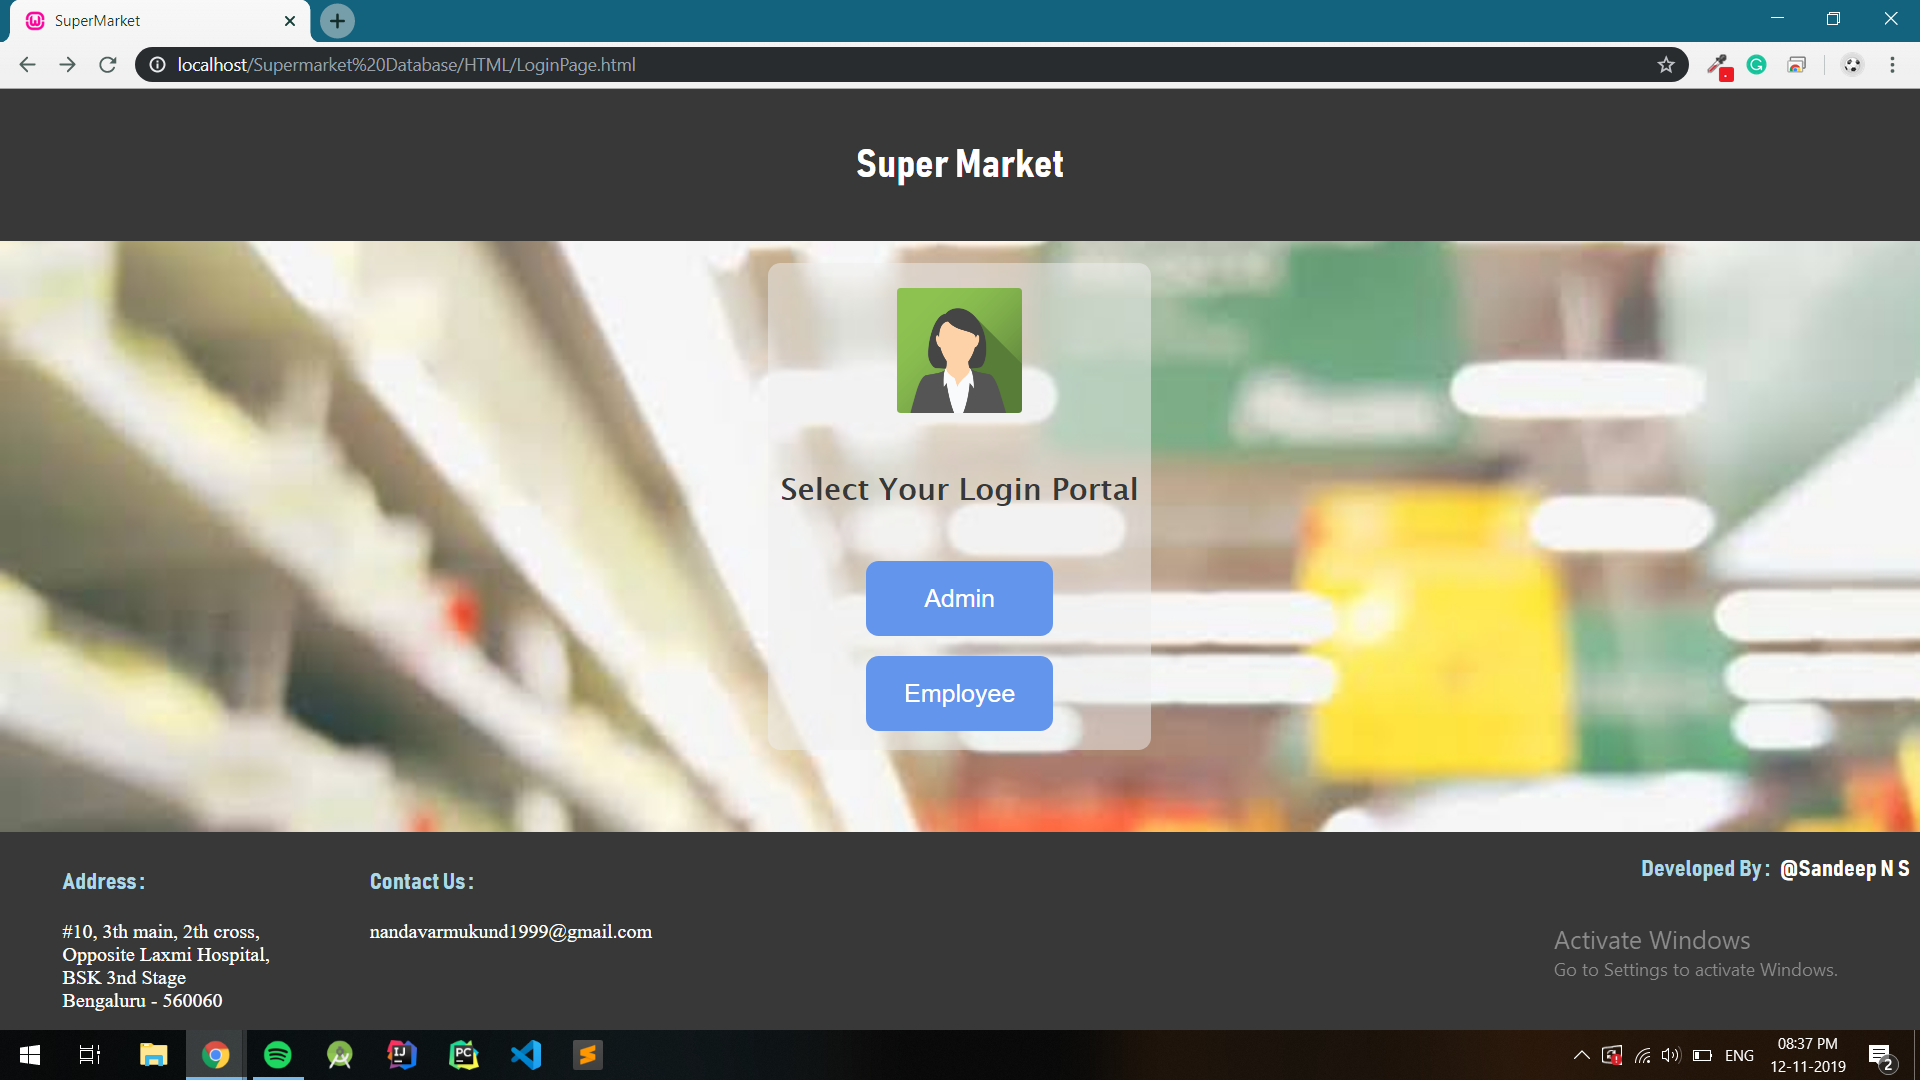 SuperMarket
localhost/Supermarket%20Database/HTML/LoginPage.html
Super Market
Select Your Login Portal
Admin
Employee
Address :
#10, 3th main, 2th cross,
Opposite Laxmi Hospital,
BSK 3nd Stage
Bengaluru - 560060
Contact Us :
nandavarmukund1999@gmail.com
Developed By : @Sandeep N S
Activate Windows
Go to Settings to activate Windows.
ENG
08:37 PM
12-11-2019
2